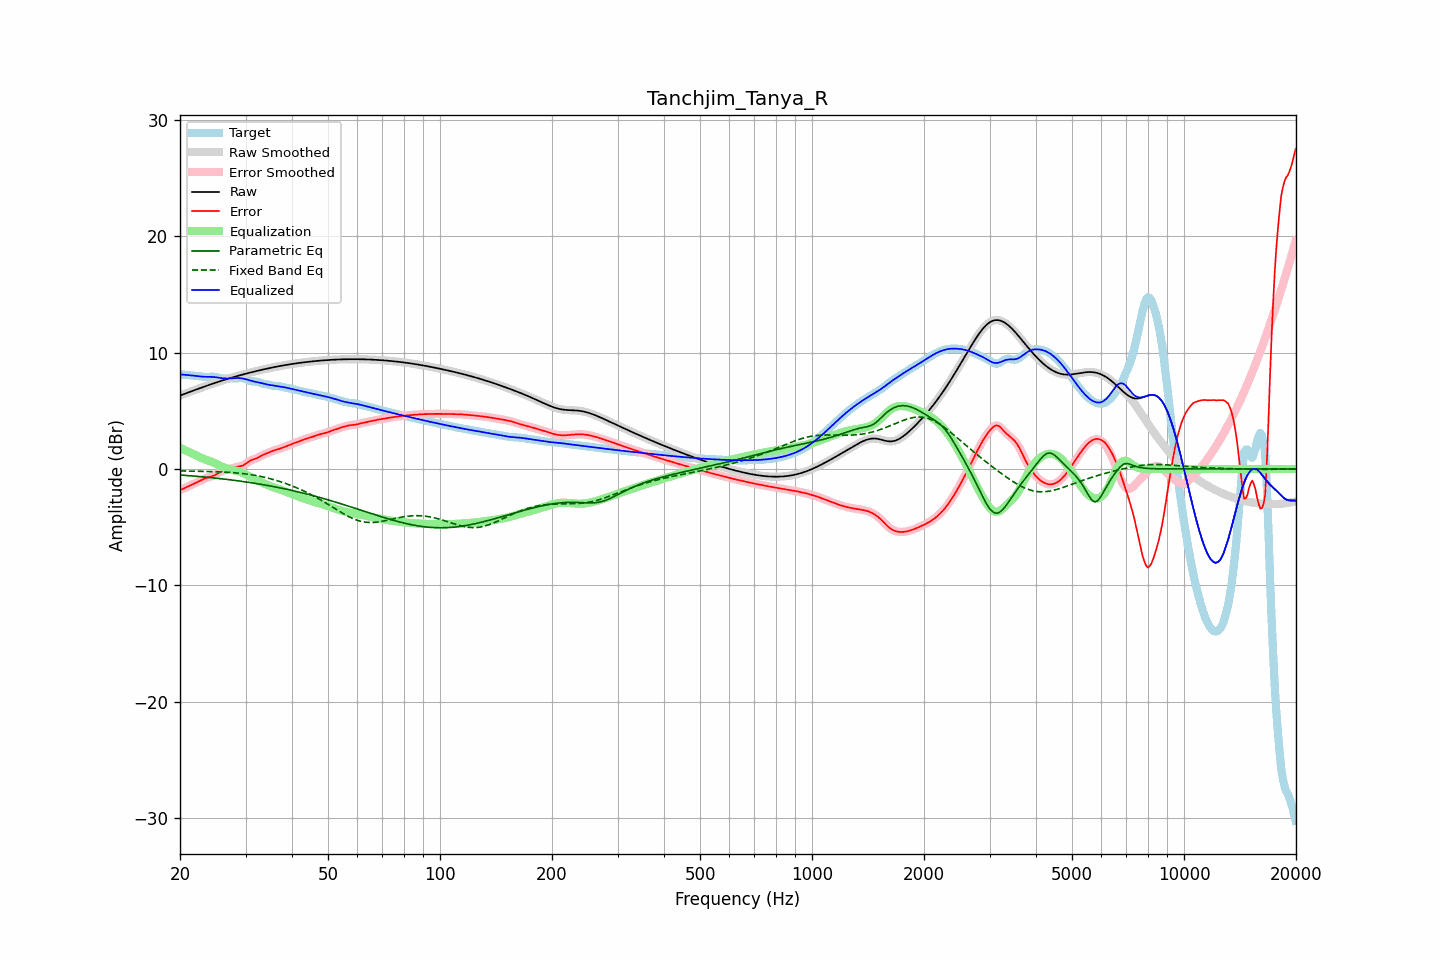 Tanchjim_Tanya_R
30
20
10
0
−10
−20
−30
Amplitude (dBr)
Target
Raw Smoothed
Error Smoothed
Raw
Error
Equalization
Parametric Eq
Fixed Band Eq
Equalized
20 50 100 200 500 1000 2000 5000 10000 20000
Frequency (Hz)